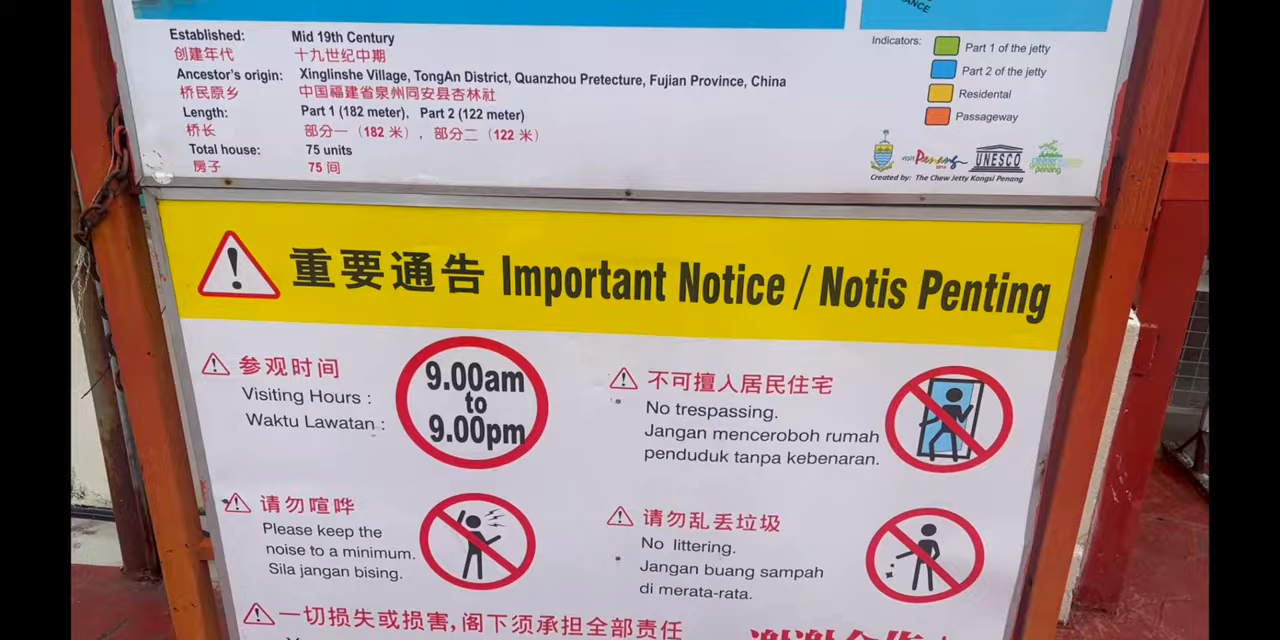 ANCE
Established: Mid 19th Century
创建年代 十九世纪中期
Ancestor's origin: Xinglinshe Village, TongAn District, Quanzhou Pretecture, Fujian Province, China
桥民原乡 中国福建省泉州同安县杏林社
Length: Part 1 (182 meter), Part 2 (122 meter)
桥长 部分一（182 米）, 部分二（122 米）
Total house: 75 units
房子 75 间
Indicators:
Part 1 of the jetty
Part 2 of the jetty
Residental
Passageway
visit Penang
UNESCO
penang
Created by: The Chew Jetty Kongsi Penang
重要通告 Important Notice / Notis Penting
参观时间
Visiting Hours :
Waktu Lawatan :
9.00am
to
9.00pm
不可擅入居民住宅
No trespassing.
Jangan menceroboh rumah
penduduk tanpa kebenaran.
请勿喧哗
Please keep the
noise to a minimum.
Sila jangan bising.
请勿乱丢垃圾
No littering.
Jangan buang sampah
di merata-rata.
一切损失或损害,阁下须承担全部责任